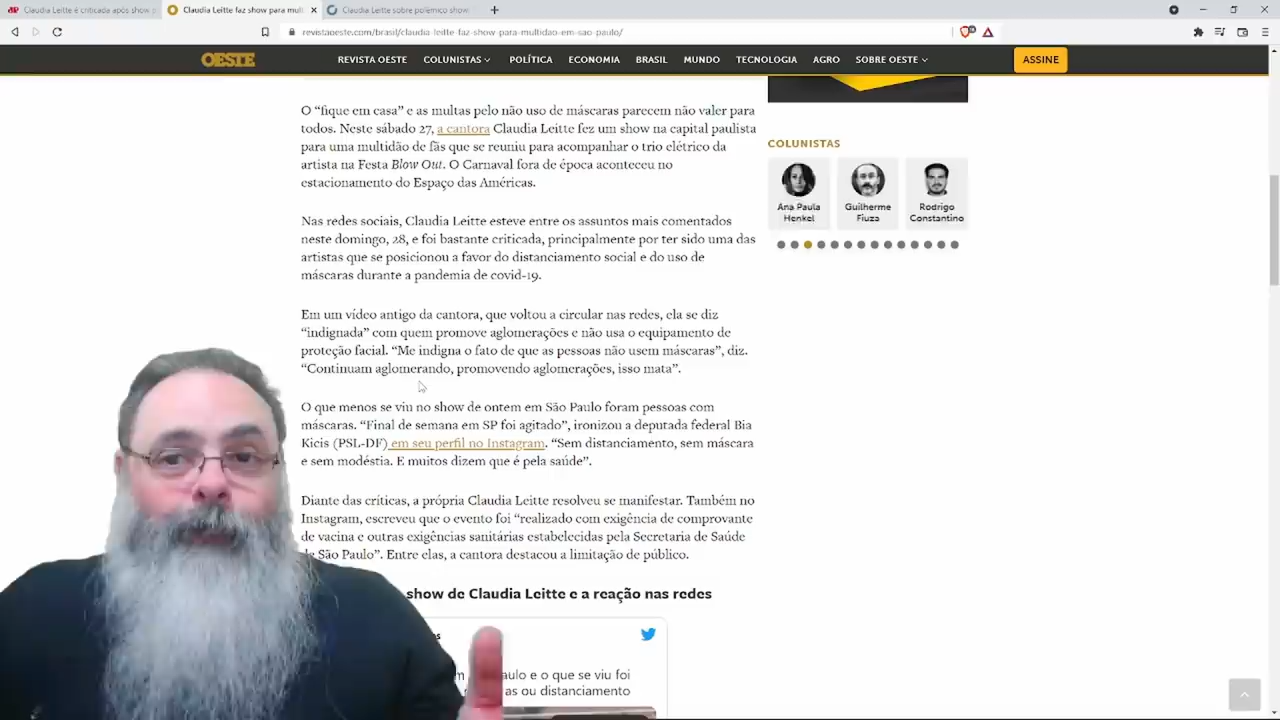 Claudia Leitte é criticada após show
Claudia Leitte faz show para mult
Claudia Leitte sobre polêmico show
revistaoeste.com/brasil/claudia-leitte-faz-show-para-multidao-em-sao-paulo/
OESTE
REVISTA OESTE COLUNISTAS POLÍTICA ECONOMIA BRASIL MUNDO TECNOLOGIA AGRO SOBRE OESTE ASSINE
O “fique em casa” e as multas pelo não uso de máscaras parecem não valer para
todos. Neste sábado 27, a cantora Claudia Leitte fez um show na capital paulista
para uma multidão de fãs que se reuniu para acompanhar o trio elétrico da
artista na Festa Blow Out. O Carnaval fora de época aconteceu no
estacionamento do Espaço das Américas.
Nas redes sociais, Claudia Leitte esteve entre os assuntos mais comentados
neste domingo, 28, e foi bastante criticada, principalmente por ter sido uma das
artistas que se posicionou a favor do distanciamento social e do uso de
máscaras durante a pandemia de covid-19.
Em um vídeo antigo da cantora, que voltou a circular nas redes, ela se diz
“indignada” com quem promove aglomerações e não usa o equipamento de
proteção facial. “Me indigna o fato de que as pessoas não usem máscaras”, diz.
“Continuam aglomerando, promovendo aglomerações, isso mata”.
O que menos se viu no show de ontem em São Paulo foram pessoas com
máscaras. “Final de semana em SP foi agitado”, ironizou a deputada federal Bia
Kicis (PSL-DF) em seu perfil no Instagram. “Sem distanciamento, sem máscara
e sem modéstia. E muitos dizem que é pela saúde”.
Diante das críticas, a própria Claudia Leitte resolveu se manifestar. Também no
Instagram, escreveu que o evento foi “realizado com exigência de comprovante
de vacina e outras exigências sanitárias estabelecidas pela Secretaria de Saúde
de São Paulo”. Entre elas, a cantora destacou a limitação de público.
show de Claudia Leitte e a reação nas redes
aulo e o que se viu foi
as ou distanciamento
COLUNISTAS
Ana Paula
Henkel
Guilherme
Fiuza
Rodrigo
Constantino